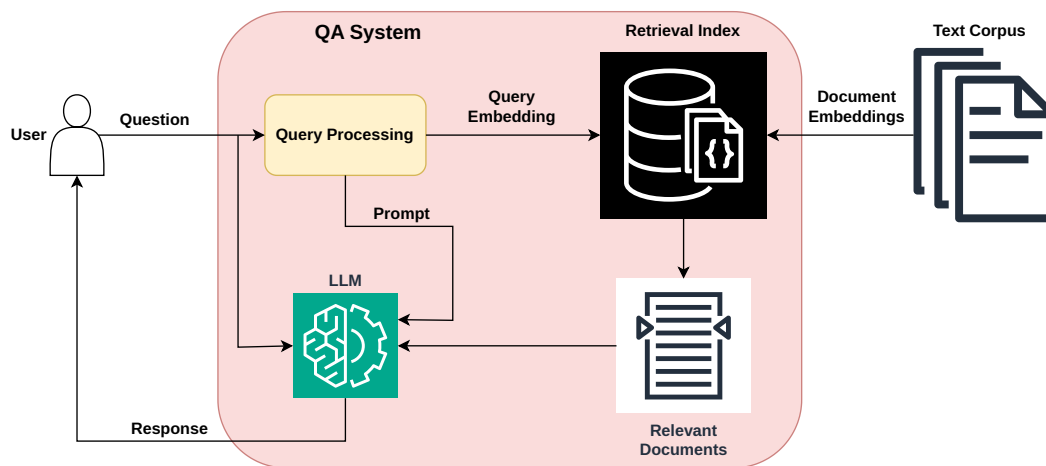 QA System
Retrieval Index
Text Corpus
User
Question
Query Processing
Query
Embedding
Document
Embeddings
{}
Prompt
LLM
Response
Relevant
Documents